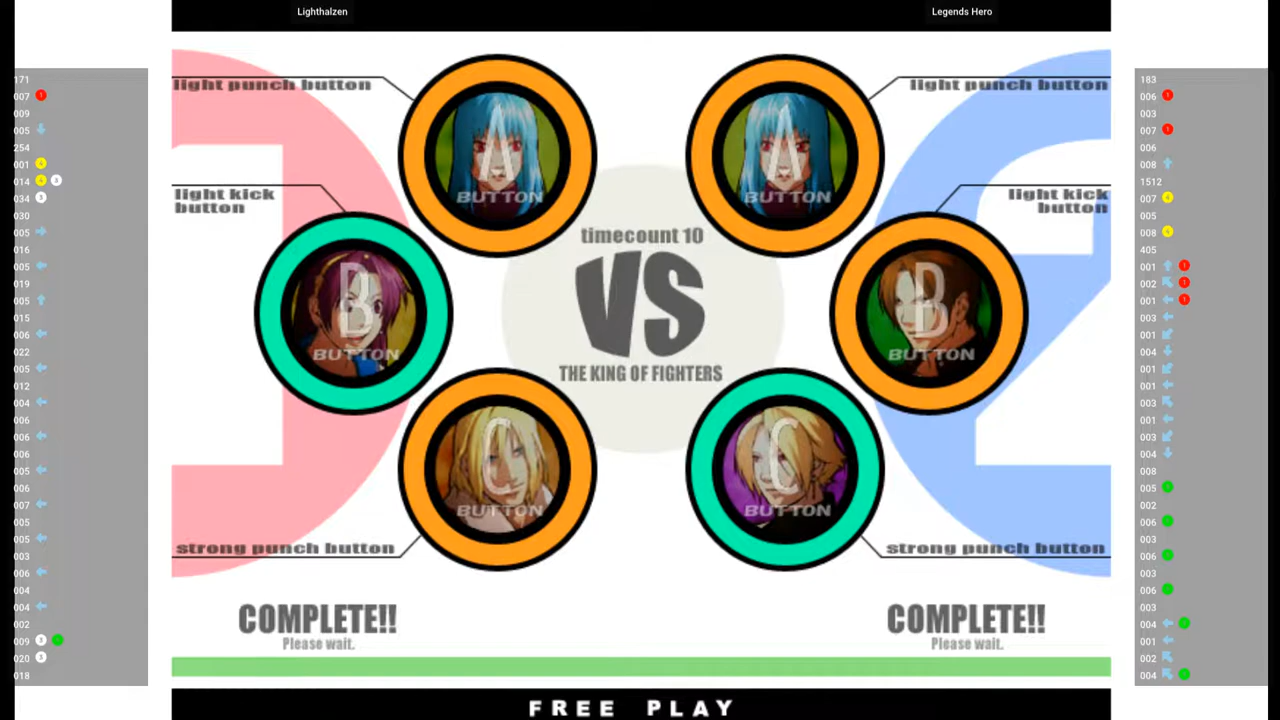 Lighthalzen
Legends Hero
light punch button
light punch button
A
BUTTON
A
BUTTON
light kick
button
light kick
button
B
BUTTON
B
BUTTON
timecount 10
VS
THE KING OF FIGHTERS
C
BUTTON
C
BUTTON
strong punch button
strong punch button
COMPLETE!!
Please wait.
COMPLETE!!
Please wait.
FREE PLAY
171
007
009
005
254
001
014
034
030
005
016
005
019
005
015
006
022
005
012
004
006
006
006
005
006
007
005
005
003
006
004
004
002
009
020
018
183
006
003
007
006
008
1512
007
005
008
405
001
002
001
003
001
004
001
001
003
001
003
004
008
005
002
006
003
006
003
006
003
004
001
002
004